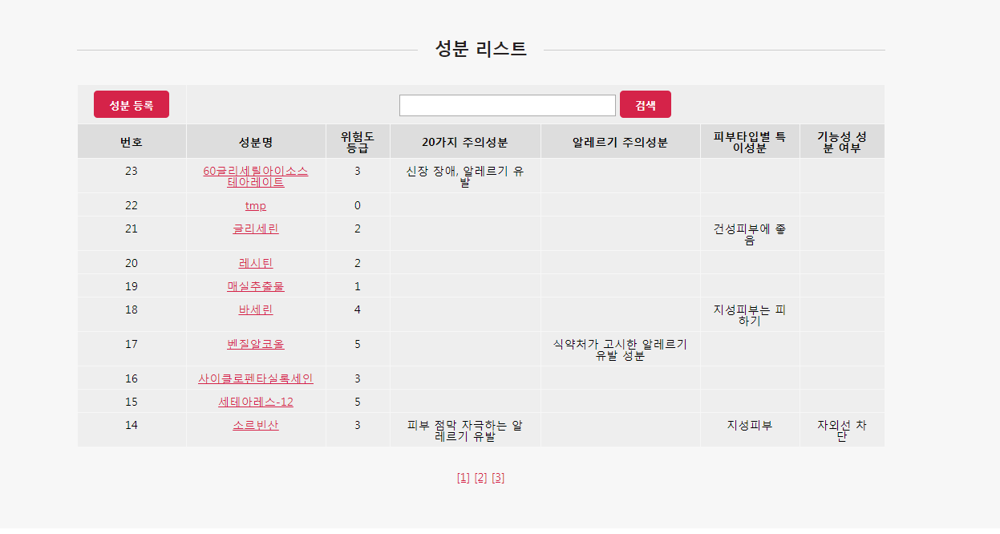 성분 리스트
성분 등록 검색
번호 성분명 위험도 등급 20가지 주의성분 알레르기 주의성분 피부타입별 특이성분 기능성 성분 여부
23 60글리세릴아이소스테아레이트 3 신장 장애, 알레르기 유발
22 tmp 0
21 글리세린 2 건성피부에 좋음
20 레시틴 2
19 매실추출물 1
18 바세린 4 지성피부는 피하기
17 벤질알코올 5 식약처가 고시한 알레르기 유발 성분
16 사이클로펜타실록세인 3
15 세테아레스-12 5
14 소르빈산 3 피부 점막 자극하는 알레르기 유발 지성피부 자외선 차단
[1] [2] [3]